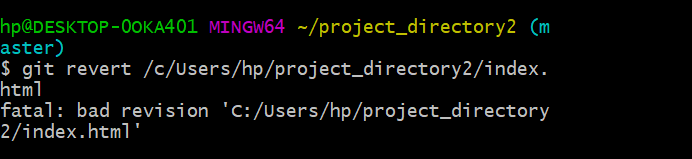 hp@DESKTOP-OOKA401 MINGW64 ~/project_directory2 (m
aster)
$ git revert /c/Users/hp/project_directory2/index.
html
fatal: bad revision 'C:/Users/hp/project_directory
2/index.html'